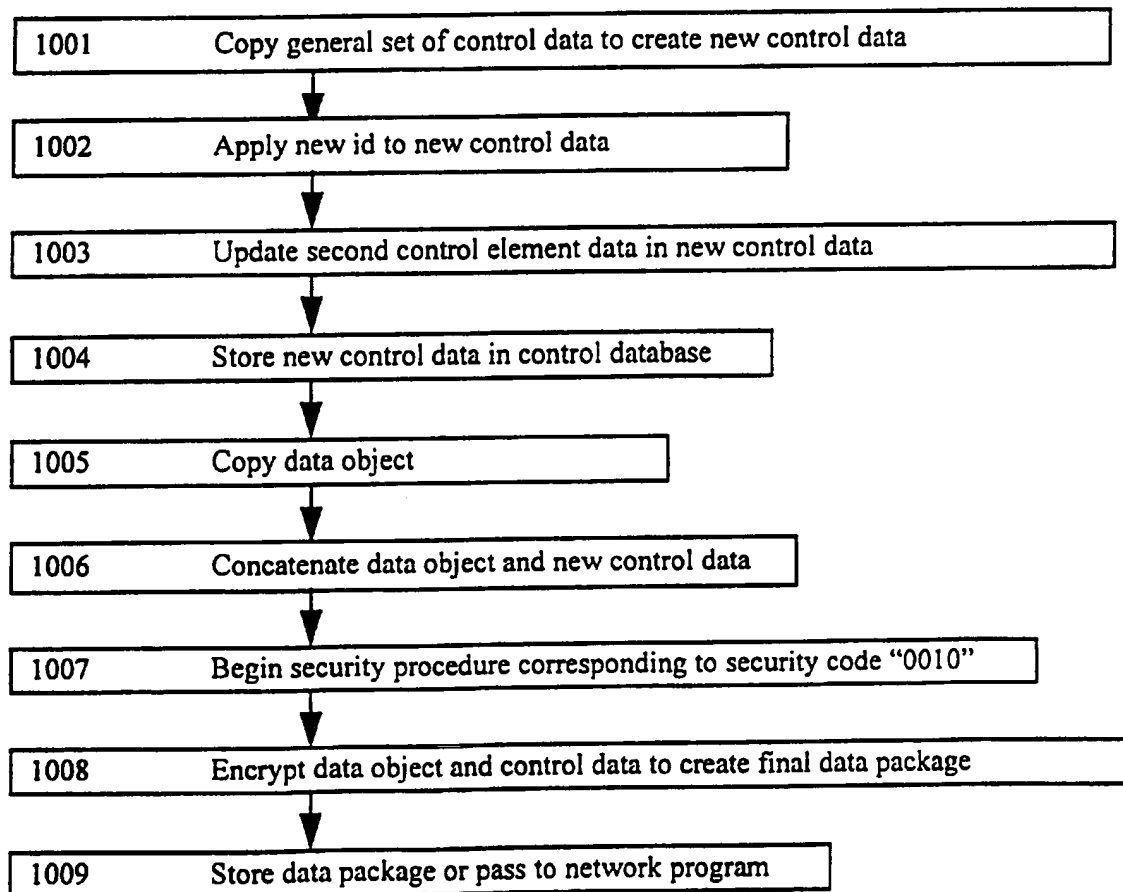 1001 Copy general set of control data to create new control data
1002 Apply new id to new control data
1003 Update second control element data in new control data
1004 Store new control data in control database
1005 Copy data object
1006 Concatenate data object and new control data
1007 Begin security procedure corresponding to security code “0010”
1008 Encrypt data object and control data to create final data package
1009 Store data package or pass to network program